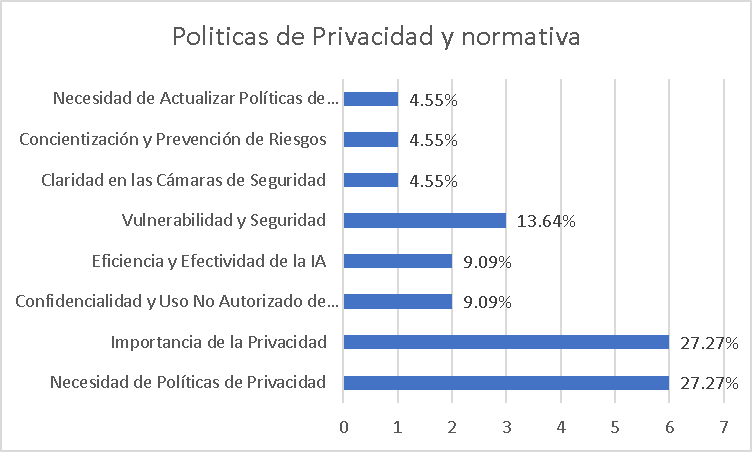 Politicas de Privacidad y normativa
Necesidad de Actualizar Políticas de... 4.55%
Concientización y Prevención de Riesgos 4.55%
Claridad en las Cámaras de Seguridad 4.55%
Vulnerabilidad y Seguridad 13.64%
Eficiencia y Efectividad de la IA 9.09%
Confidencialidad y Uso No Autorizado de... 9.09%
Importancia de la Privacidad 27.27%
Necesidad de Políticas de Privacidad 27.27%
0 1 2 3 4 5 6 7